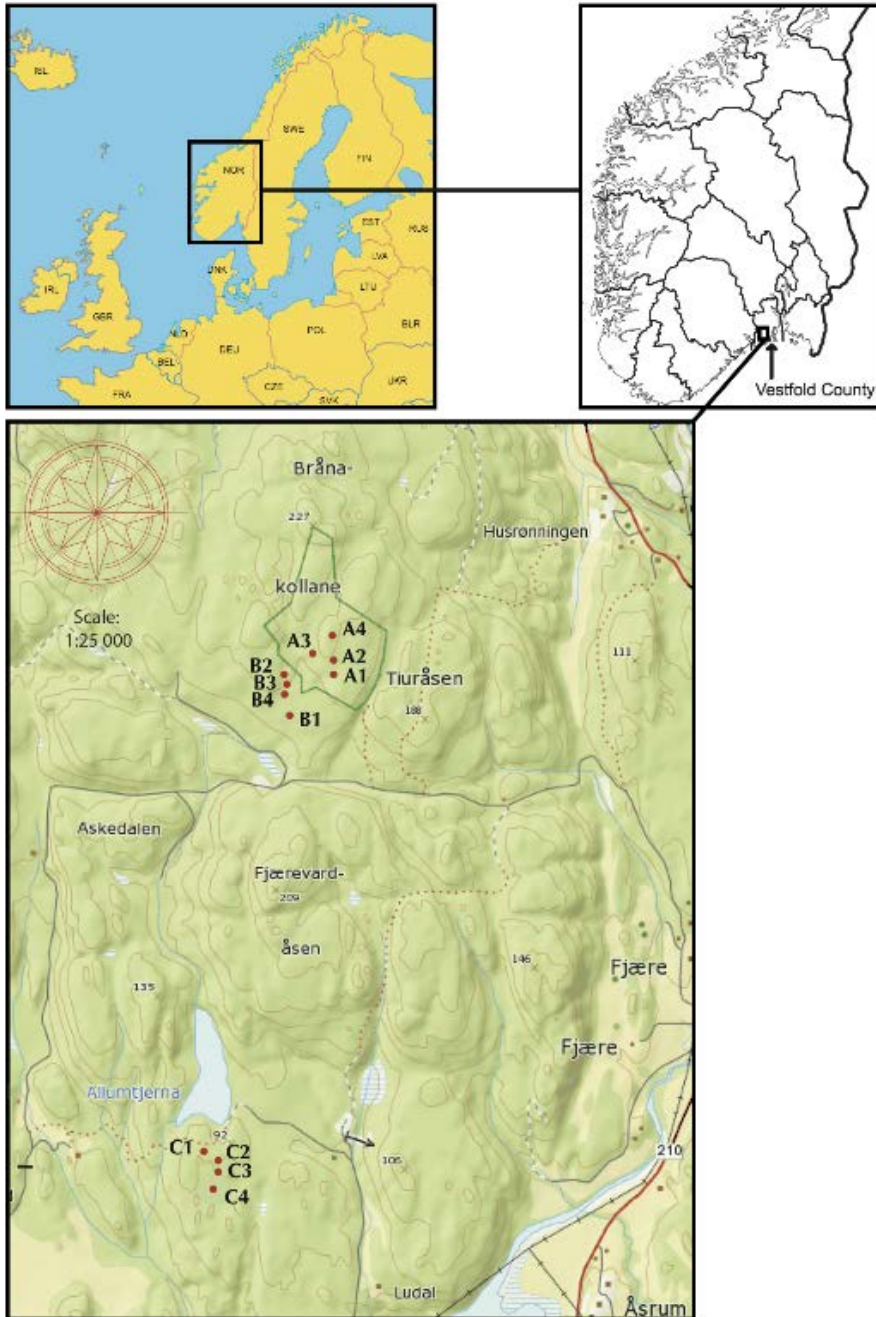 ISL
SWE
NOR
FIN
EST
RUS
LVA
DNK
LTU
IRL
GBR
BLR
NLD
POL
DEU
BEL
CZE
UKR
FRA
SVK
Vestfold County
Bråna-
227
Husrønningen
kollane
Scale:
1:25 000
A4
A3
A2
A1
B2
B3
B4
B1
Tiuråsen
188
111
Askedalen
Fjærevard-
209
åsen
146
Fjære
135
Fjære
Allumtjerna
92
C1
C2
C3
C4
106
210
Ludal
Åsrum